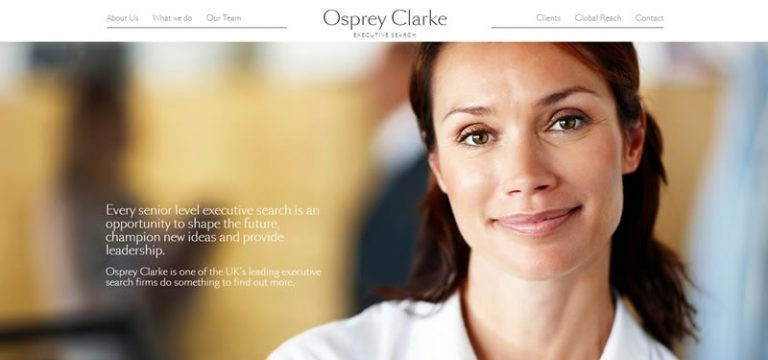 About Us What we do Our Team Osprey Clarke Clients Global Reach Contact
EXECUTIVE SEARCH
Every senior level executive search is an
opportunity to shape the future,
champion new ideas and provide
leadership.
Osprey Clarke is one of the UK's leading executive
search firms do something to find out more.